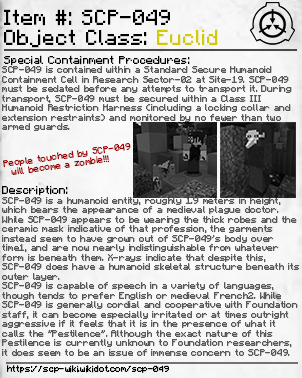 Item #: SCP-049
Object Class: Euclid
Special Containment Procedures:
SCP-049 is contained within a Standard Secure Humanoid
Containment Cell in Research Sector-02 at Site-19. SCP-049
must be sedated before any attempts to transport it. During
transport, SCP-049 must be secured within a Class III
Humanoid Restriction Harness (including a locking collar and
extension restraints) and monitored by no fewer than two
armed guards.
People touched by SCP-049
will become a zombie!!!
Description:
SCP-049 is a humanoid entity, roughly 1.9 meters in height,
which bears the appearance of a medieval plague doctor.
While SCP-049 appears to be wearing the thick robes and the
ceramic mask indicative of that profession, the garments
instead seem to have grown out of SCP-049's body over
time1, and are now nearly indistinguishable from whatever
form is beneath them. X-rays indicate that despite this,
SCP-049 does have a humanoid skeletal structure beneath its
outer layer.
SCP-049 is capable of speech in a variety of languages,
though tends to prefer English or medieval French2. While
SCP-049 is generally cordial and cooperative with Foundation
staff, it can become especially irritated or at times outright
aggressive if it feels that it is in the presence of what it
calls the "Pestilence". Although the exact nature of this
Pestilence is currently unknown to Foundation researchers,
it does seem to be an issue of immense concern to SCP-049.
https://scp-wiki.wikidot.com/scp-049